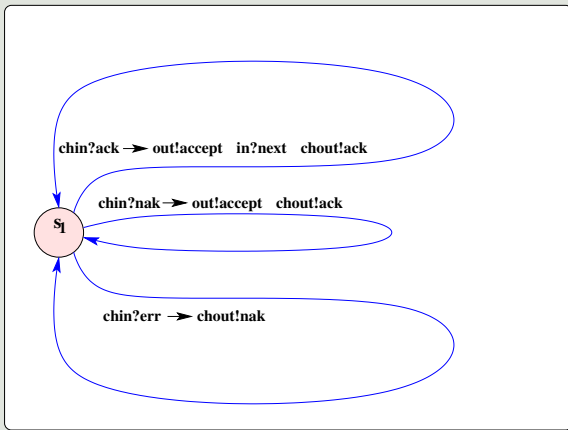 chin?ack → out!accept in?next chout!ack
chin?nak → out!accept chout!ack
s1
chin?err → chout!nak